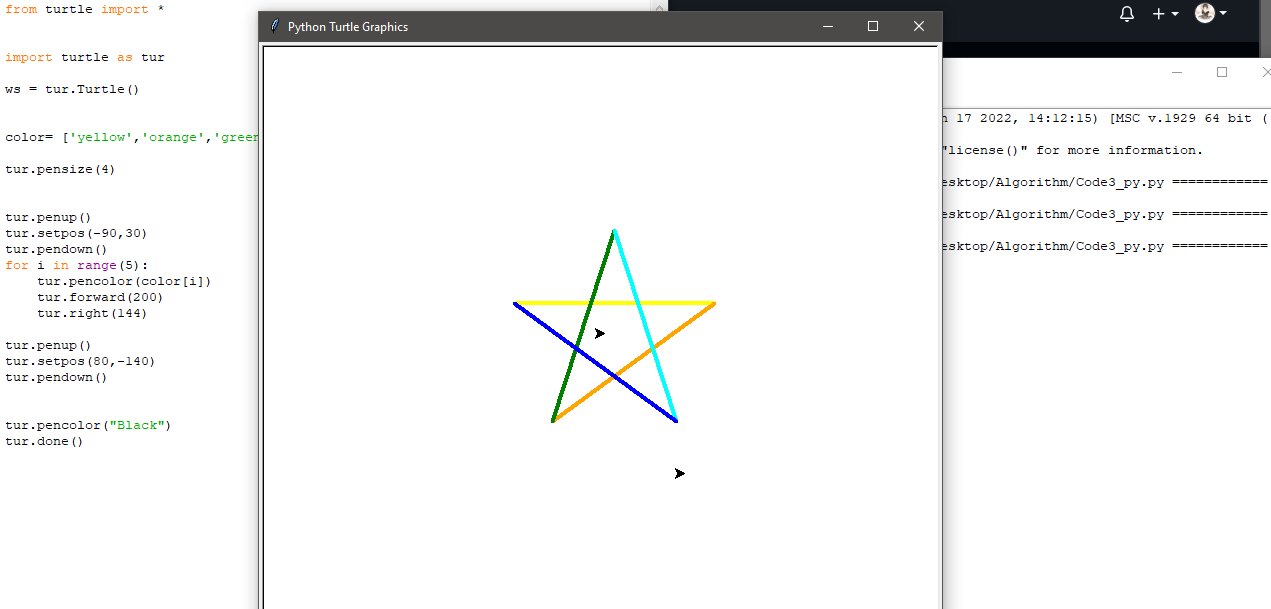 from turtle import *
import turtle as tur
ws = tur.Turtle()
color= ['yellow','orange','green
tur.pensize(4)
tur.penup()
tur.setpos(-90,30)
tur.pendown()
for i in range(5):
    tur.pencolor(color[i])
    tur.forward(200)
    tur.right(144)
tur.penup()
tur.setpos(80,-140)
tur.pendown()
tur.pencolor("Black")
tur.done()
Python Turtle Graphics
n 17 2022, 14:12:15) [MSC v.1929 64 bit (
"license()" for more information.
esktop/Algorithm/Code3_py.py ============
esktop/Algorithm/Code3_py.py ============
esktop/Algorithm/Code3_py.py ============